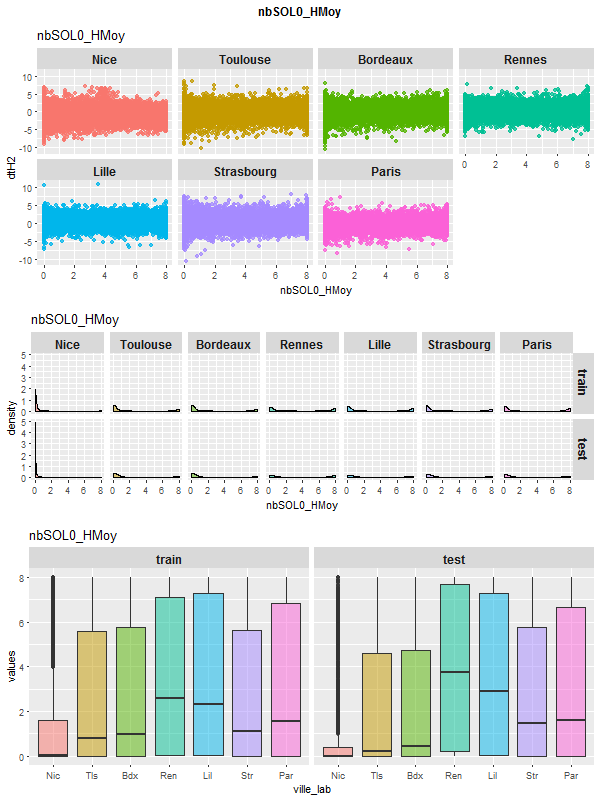 nbSOL0_HMoy
nbSOL0_HMoy
Nice Toulouse Bordeaux Rennes
10
5
0
-5
-10
0 2 4 6 8
Lille Strasbourg Paris
10
5
0
-5
-10
0 2 4 6 8 0 2 4 6 8 0 2 4 6 8
dtH2
nbSOL0_HMoy
nbSOL0_HMoy
Nice Toulouse Bordeaux Rennes Lille Strasbourg Paris
5
4
3
2
1
0
train
5
4
3
2
1
0
test
density
0 2 4 6 8 0 2 4 6 8 0 2 4 6 8 0 2 4 6 8 0 2 4 6 8 0 2 4 6 8 0 2 4 6 8
nbSOL0_HMoy
nbSOL0_HMoy
train test
8
6
4
2
0
values
Nic Tls Bdx Ren Lil Str Par Nic Tls Bdx Ren Lil Str Par
ville_lab